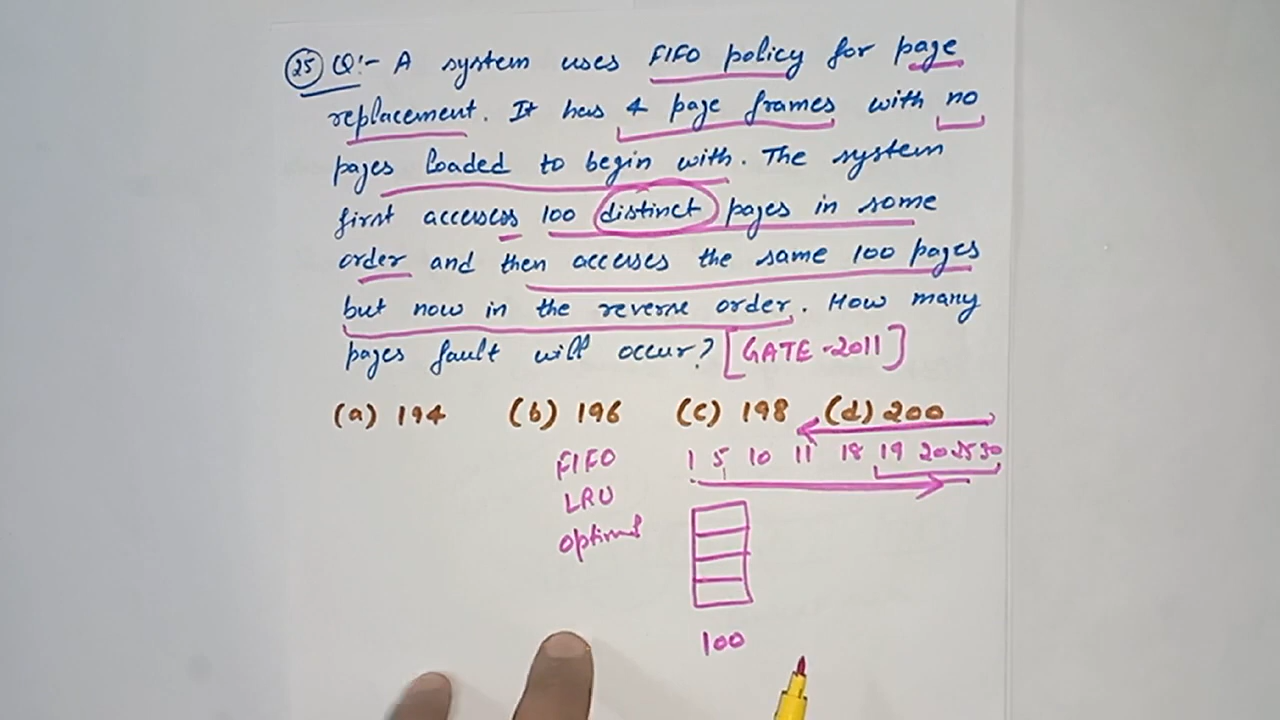 25 Q:- A system uses FIFO policy for page
replacement. It has 4 page frames with no
pages loaded to begin with. The system
first accesses 100 distinct pages in some
order and then accesses the same 100 pages
but now in the reverse order. How many
pages fault will occur? [GATE-2011]
(a) 194 (b) 196 (c) 198 (d) 200
FIFO 1 5 10 11 18 19 20 25 30
LRU
optimal
100